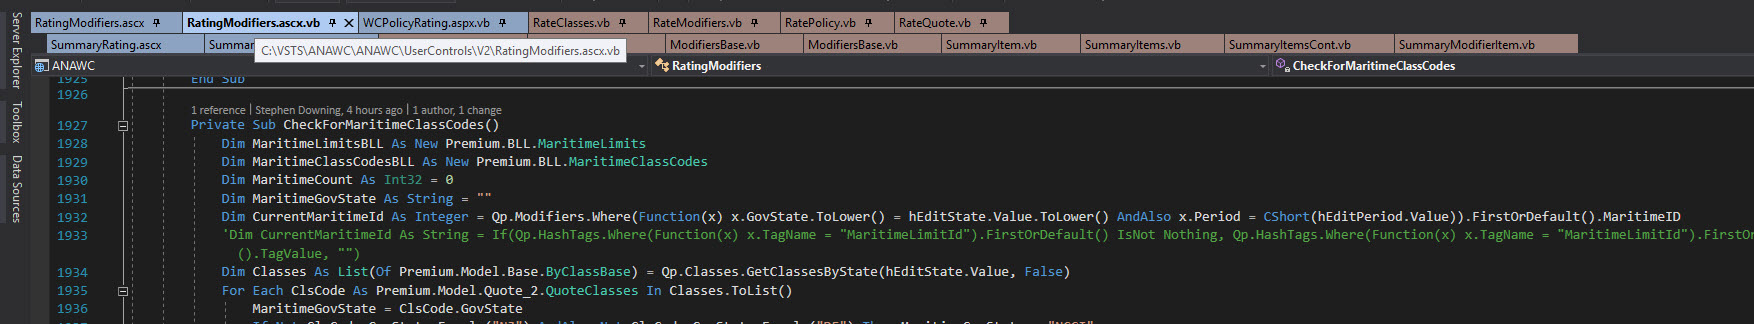 RatingModifiers.ascx RatingModifiers.ascx.vb WCPolicyRating.aspx.vb RateClasses.vb RateModifiers.vb RatePolicy.vb RateQuote.vb
SummaryRating.ascx ModifiersBase.vb ModifiersBase.vb SummaryItem.vb SummaryItems.vb SummaryItemsCont.vb SummaryModifierItem.vb
C:\VSTS\ANAWC\ANAWC\UserControls\V2\RatingModifiers.ascx.vb
ANAWC RatingModifiers CheckForMaritimeClassCodes
Server Explorer
Toolbox
Data Sources
1925 End Sub
1926
1 reference | Stephen Downing, 4 hours ago | 1 author, 1 change
1927 Private Sub CheckForMaritimeClassCodes()
1928 Dim MaritimeLimitsBLL As New Premium.BLL.MaritimeLimits
1929 Dim MaritimeClassCodesBLL As New Premium.BLL.MaritimeClassCodes
1930 Dim MaritimeCount As Int32 = 0
1931 Dim MaritimeGovState As String = ""
1932 Dim CurrentMaritimeId As Integer = Qp.Modifiers.Where(Function(x) x.GovState.ToLower() = hEditState.Value.ToLower() AndAlso x.Period = CShort(hEditPeriod.Value)).FirstOrDefault().MaritimeID
1933 'Dim CurrentMaritimeId As String = If(Qp.HashTags.Where(Function(x) x.TagName = "MaritimeLimitId").FirstOrDefault() IsNot Nothing, Qp.HashTags.Where(Function(x) x.TagName = "MaritimeLimitId").FirstOr
().TagValue, "")
1934 Dim Classes As List(Of Premium.Model.Base.ByClassBase) = Qp.Classes.GetClassesByState(hEditState.Value, False)
1935 For Each ClsCode As Premium.Model.Quote_2.QuoteClasses In Classes.ToList()
1936 MaritimeGovState = ClsCode.GovState